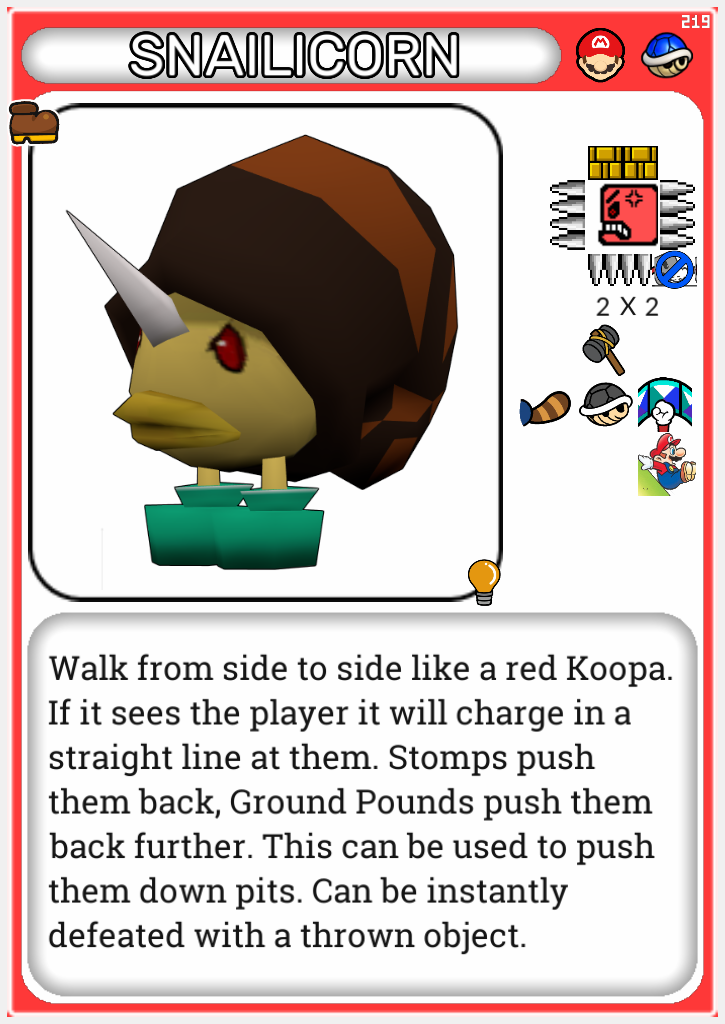 219
SNAILICORN
M
2 X 2
Walk from side to side like a red Koopa.
If it sees the player it will charge in a
straight line at them. Stomps push
them back, Ground Pounds push them
back further. This can be used to push
them down pits. Can be instantly
defeated with a thrown object.